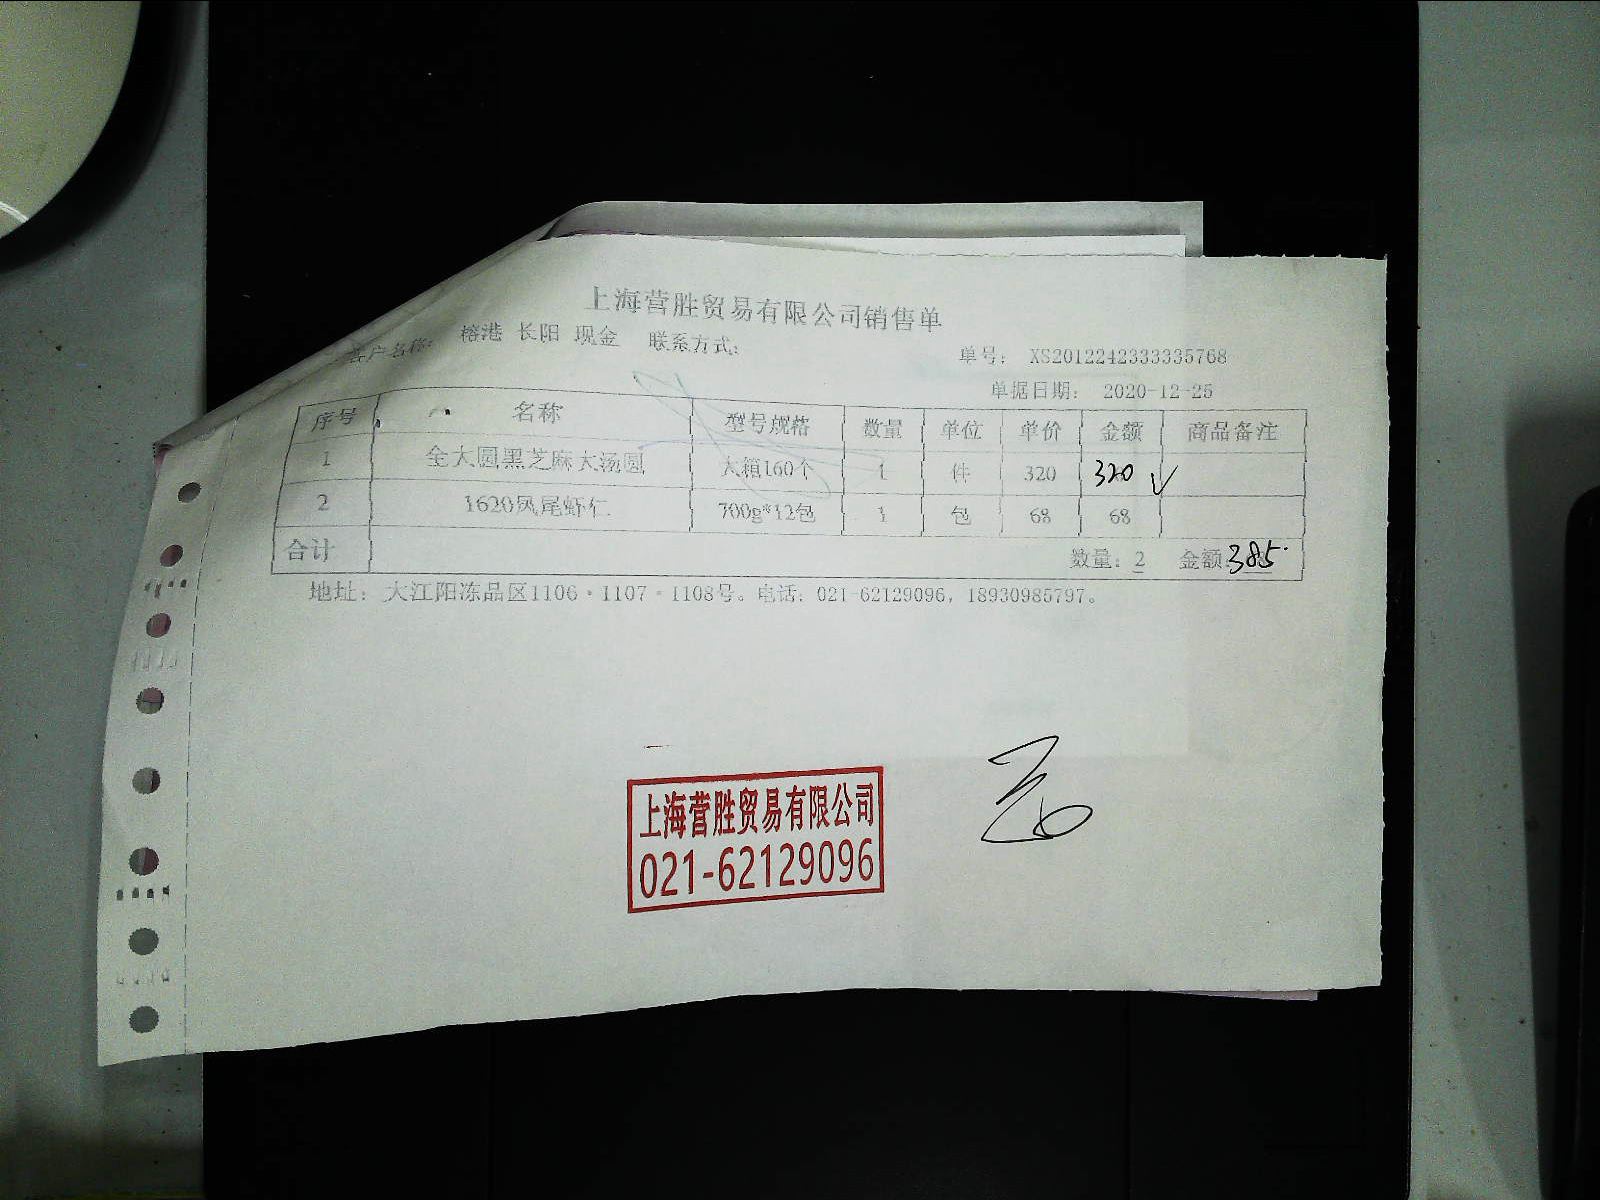 上海营胜贸易有限公司销售单
客户名称: 榕港 长阳 现金 联系方式:
单号: XS2012242333335768
单据日期: 2020-12-25
序号 名称 型号规格 数量 单位 单价 金额 商品备注
1 全大圆黑芝麻大汤圆 大箱160个 1 件 320 320 ✓
2 1620凤尾虾仁 700g*12包 1 包 68 68
合计 数量: 2 金额: 385
地址: 大江阳冻品区1106·1107·1108号。电话: 021-62129096, 18930985797。
上海营胜贸易有限公司
021-62129096